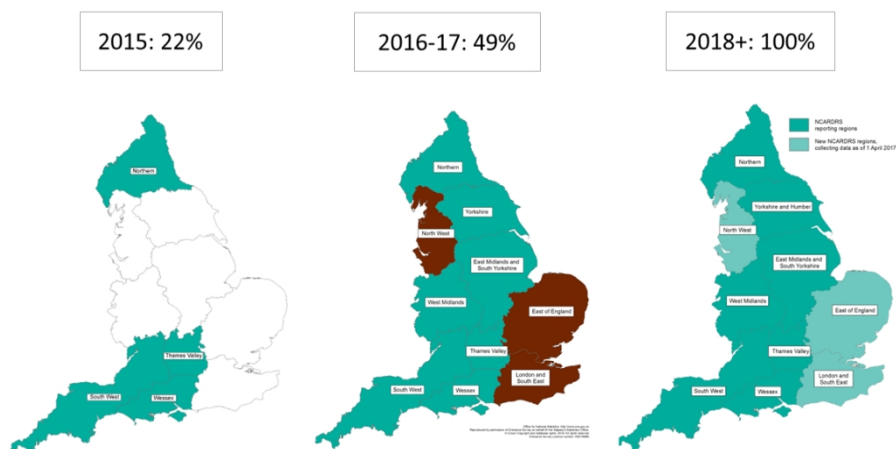 2015: 22%
2016-17: 49%
2018+: 100%
Northern
Thames Valley
South West
Wessex
Northern
Yorkshire
North West
East Midlands and
South Yorkshire
West Midlands
East of England
Thames Valley
London and
South East
South West
Wessex
NCARDRS
reporting regions
New NCARDRS regions,
collecting data as of 1 April 2017
Northern
Yorkshire and Humber
North West
East Midlands and
South Yorkshire
West Midlands
East of England
Thames Valley
London and
South East
South West
Wessex